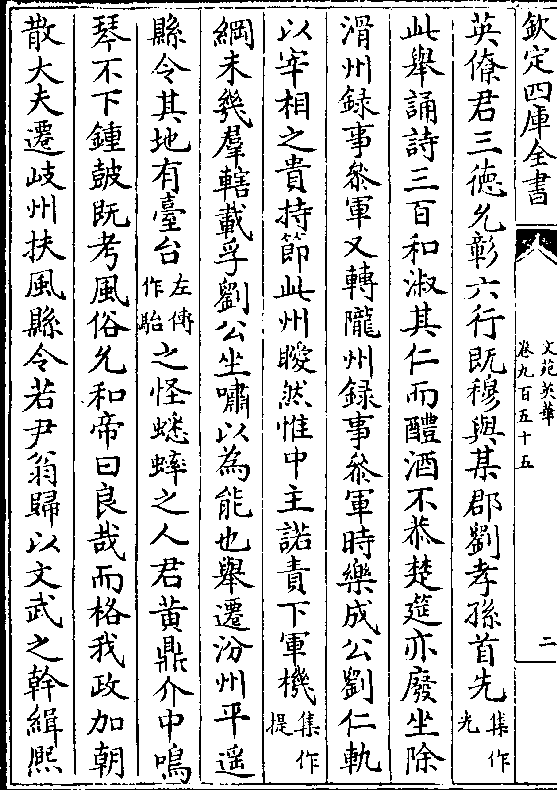 欽定四庫全書
文苑英華
卷九百五十五
二
英僚君三徳允彰六行既穆與某郡劉孝孫首先集作光
此舉誦詩三百和淑其仁而醴酒不恭楚筵亦廢坐除
滑州録事叅軍又轉隴州録事叅軍時樂成公劉仁軌
以宰相之貴持節此州瞹然惟中主諾責下軍機集作提
綱未㡬羣轄載孚劉公坐嘯以為能也舉遷汾州平遥
縣令其地有臺台左傳作駘之怪蟋蟀之人君黄鼎介中鳴
琴不下鍾皷既考風俗允和帝曰良哉而格我政加朝
散大夫遷岐州扶風縣令若尹翁歸以文武之幹緝熈